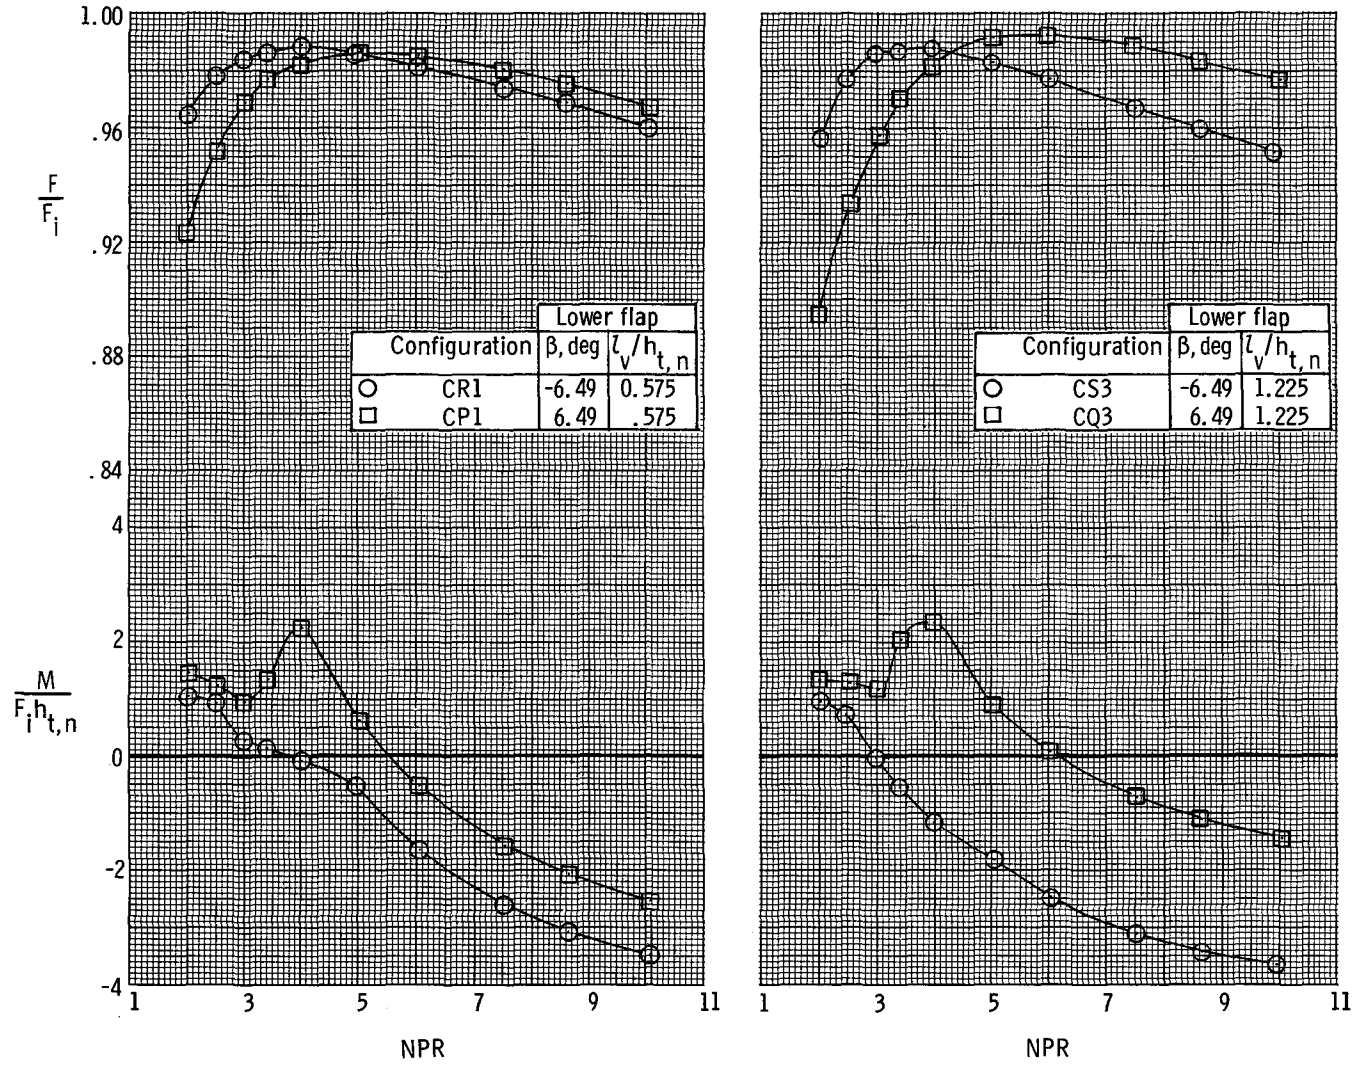 1.00
.96
F
F_i
.92
.88
.84
4
2
M
F_i h_t,n
0
-2
-4
Lower flap
Configuration β, deg l_v/h_t,n
CR1 -6.49 0.575
CP1 6.49 .575
1 3 5 7 9 11
NPR
Lower flap
Configuration β, deg l_v/h_t,n
CS3 -6.49 1.225
CQ3 6.49 1.225
1 3 5 7 9 11
NPR